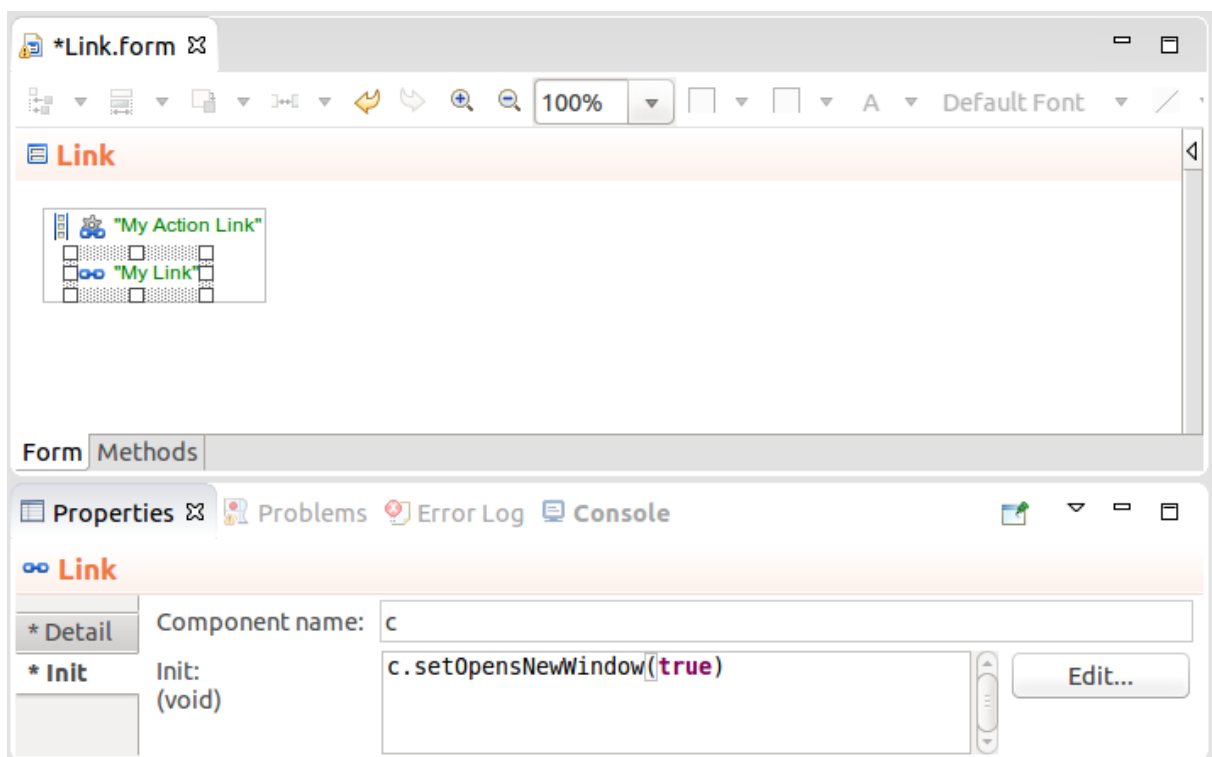 *Link.form
100% A Default Font
Link
"My Action Link"
"My Link"
Form Methods
Properties Problems Error Log Console
Link
* Detail Component name: c
* Init Init: c.setOpensNewWindow(true) Edit...
(void)